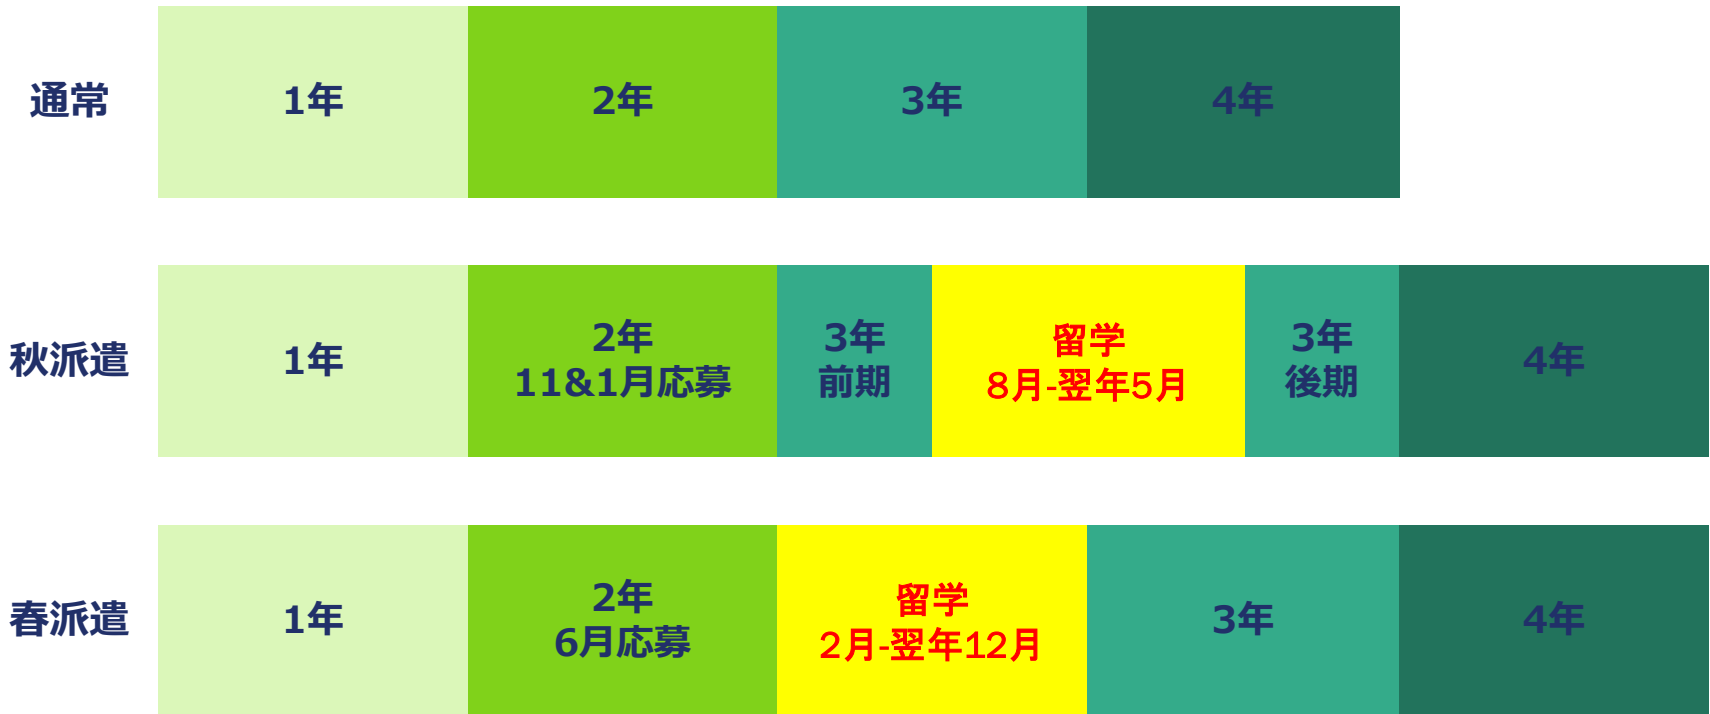 通常
1年
2年
3年
4年
秋派遣
1年
2年
11&1月応募
3年
前期
留学
8月-翌年5月
3年
後期
4年
春派遣
1年
2年
6月応募
留学
2月-翌年12月
3年
4年